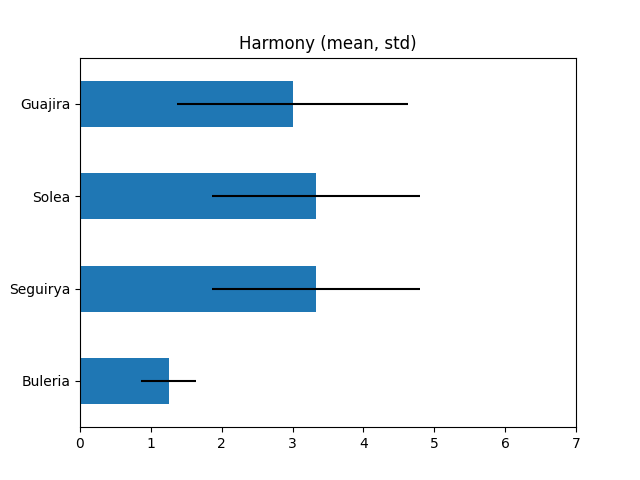 Harmony (mean, std)
Guajira
Solea
Seguirya
Buleria
0 1 2 3 4 5 6 7